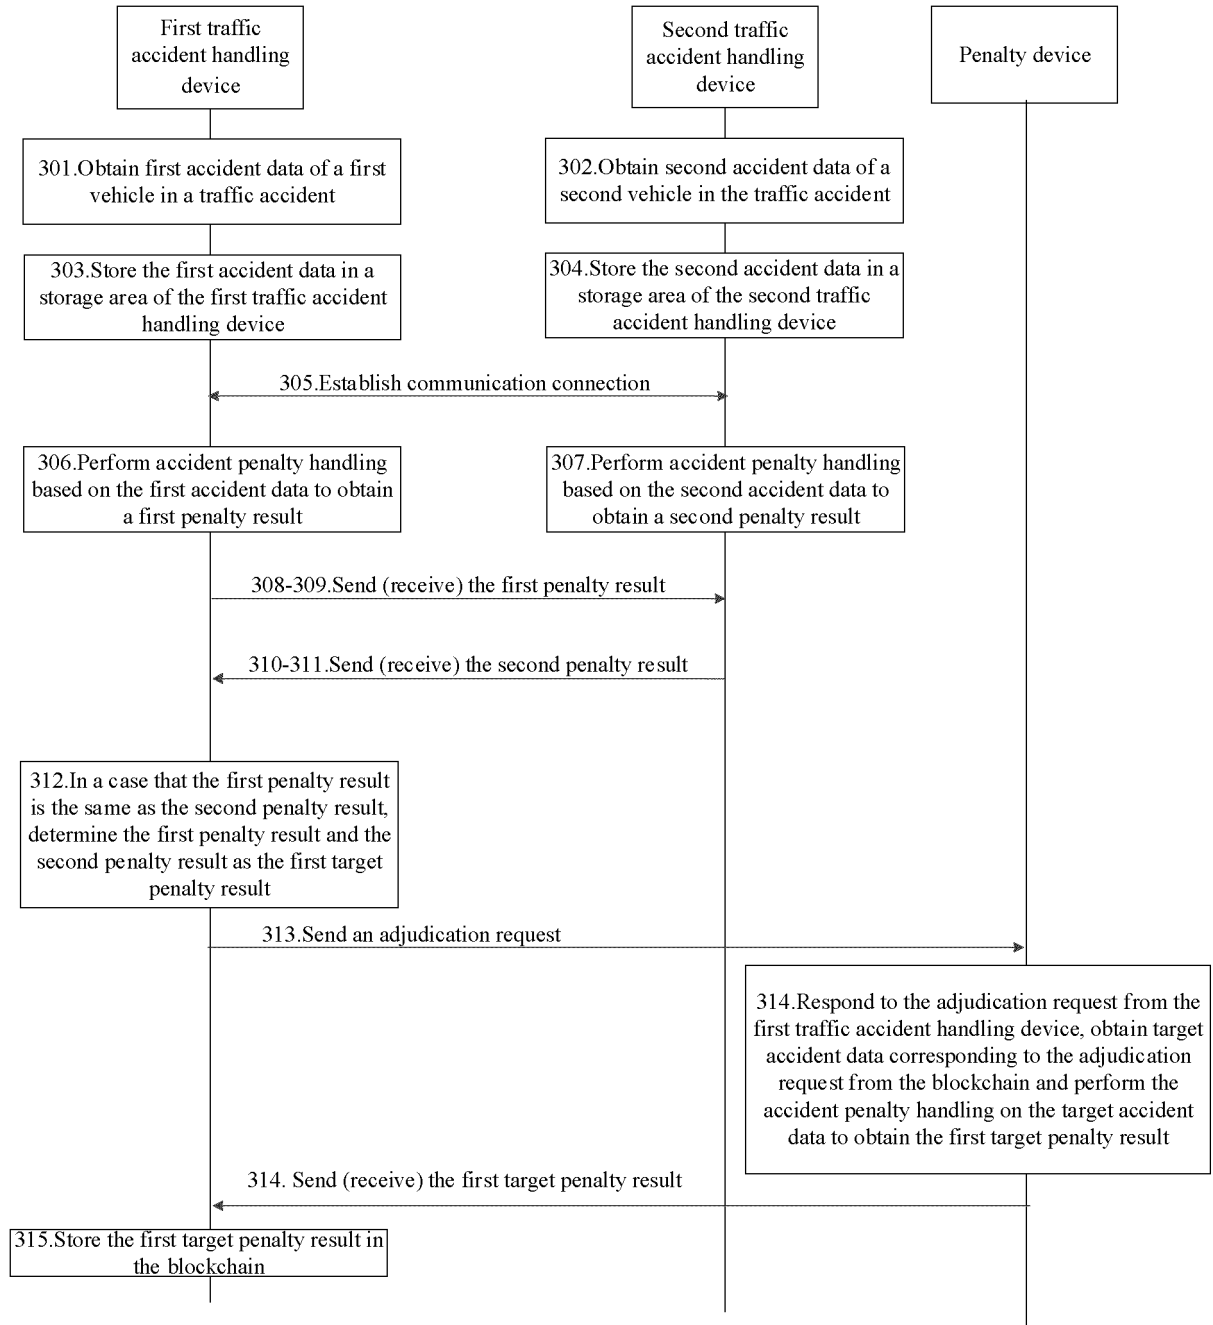 First traffic
accident handling
device
Second traffic
accident handling
device
Penalty device
301.Obtain first accident data of a first
vehicle in a traffic accident
302.Obtain second accident data of a
second vehicle in the traffic accident
303.Store the first accident data in a
storage area of the first traffic accident
handling device
304.Store the second accident data in a
storage area of the second traffic
accident handling device
305.Establish communication connection
306.Perform accident penalty handling
based on the first accident data to obtain
a first penalty result
307.Perform accident penalty handling
based on the second accident data to
obtain a second penalty result
308-309.Send (receive) the first penalty result
310-311.Send (receive) the second penalty result
312.In a case that the first penalty result
is the same as the second penalty result,
determine the first penalty result and the
second penalty result as the first target
penalty result
313.Send an adjudication request
314.Respond to the adjudication request from the
first traffic accident handling device, obtain target
accident data corresponding to the adjudication
request from the blockchain and perform the
accident penalty handling on the target accident
data to obtain the first target penalty result
314. Send (receive) the first target penalty result
315.Store the first target penalty result in
the blockchain